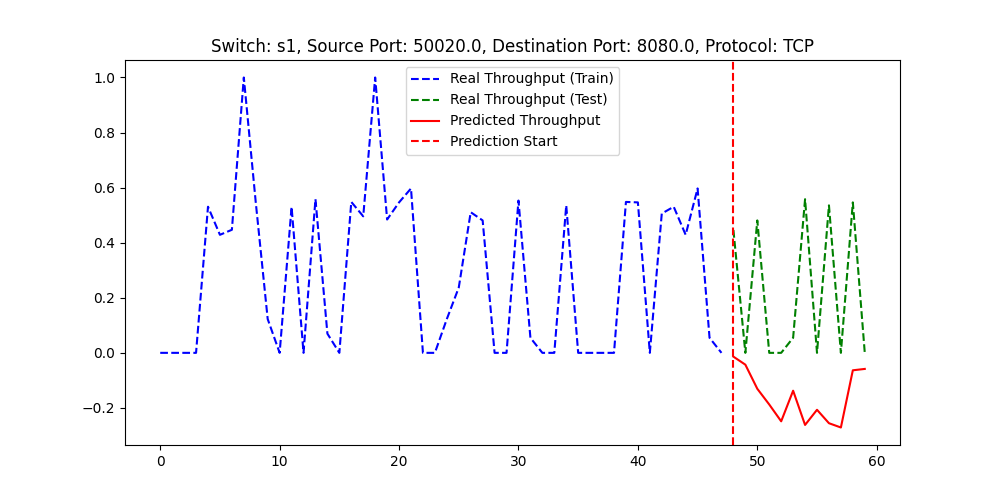 Switch: s1, Source Port: 50020.0, Destination Port: 8080.0, Protocol: TCP
Real Throughput (Train)
Real Throughput (Test)
Predicted Throughput
Prediction Start
1.0
0.8
0.6
0.4
0.2
0.0
−0.2
0 10 20 30 40 50 60